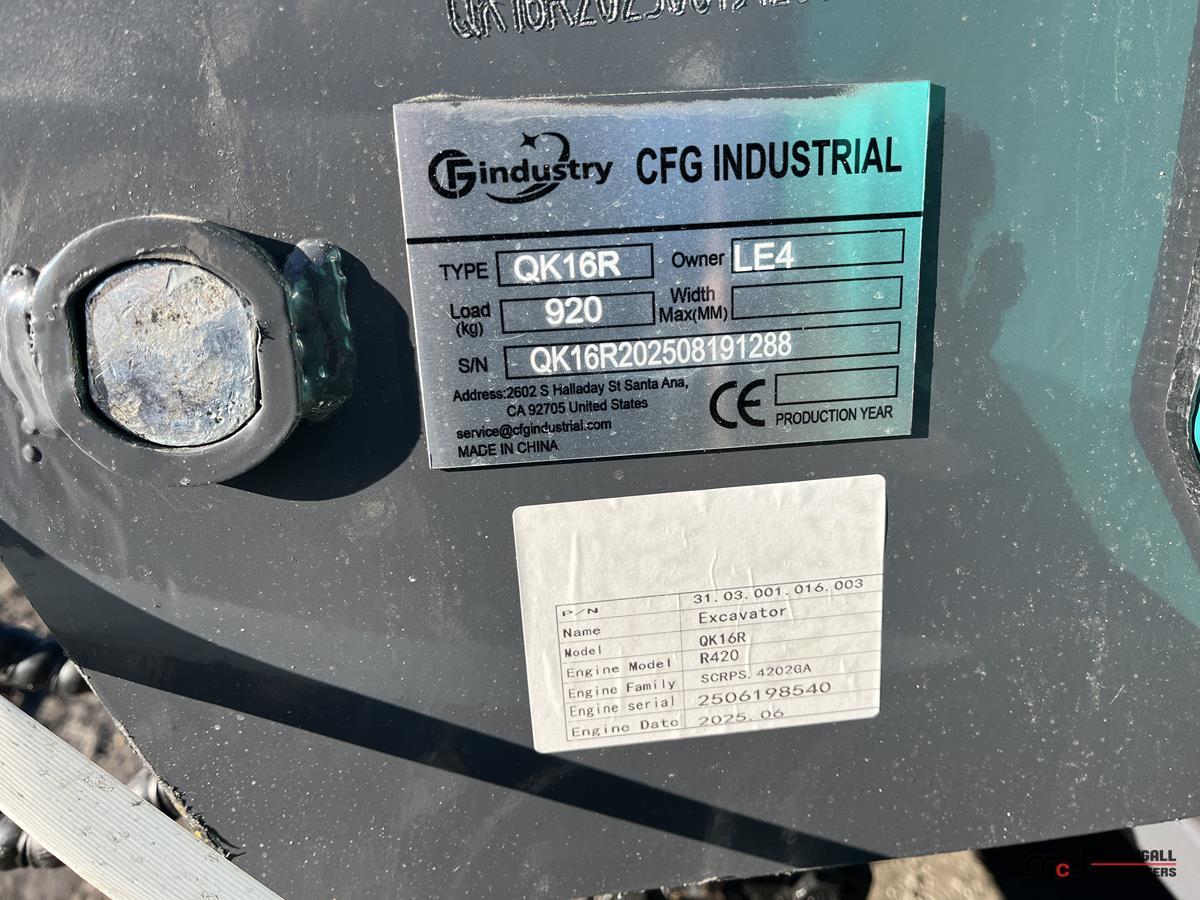 CFG industry CFG INDUSTRIAL
TYPE QK16R Owner LE4
Load (kg) 920 Width Max(MM)
S/N QK16R202508191288
Address:2602 S Halladay St Santa Ana,
CA 92705 United States
service@cfgindustrial.com
MADE IN CHINA
CE PRODUCTION YEAR
P/N 31.03.001.016.003
Name Excavator
Model QK16R
Engine Model R420
Engine Family SCRPS.4202GA
Engine serial 2506198540
Engine Date 2025.06